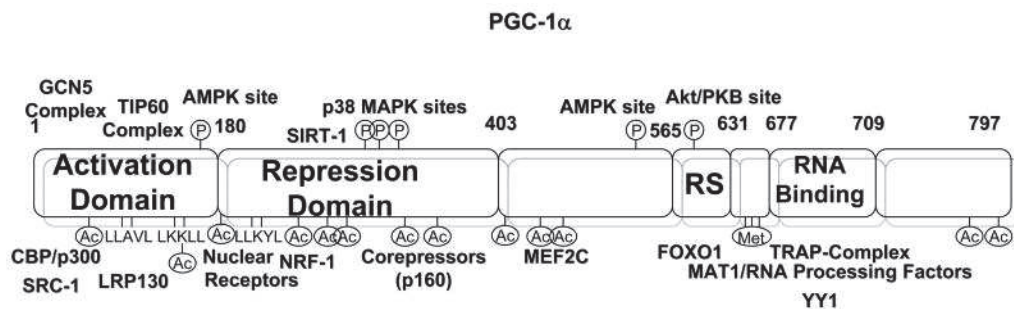 PGC-1α
GCN5
Complex
TIP60
Complex
AMPK site
p38 MAPK sites
AMPK site
Akt/PKB site
1
P
180
SIRT-1
P P P
403
P
565
P
631
677
709
797
Activation
Domain
Repression
Domain
RS
RNA
Binding
Ac
LLAVL
LKKLL
Ac
Ac
LLKYL
Ac
Ac
Ac
Ac
Ac
Ac
Ac
Ac
Met
Ac
Ac
CBP/p300
SRC-1
LRP130
Nuclear
Receptors
NRF-1
Corepressors
(p160)
MEF2C
FOXO1
TRAP-Complex
MAT1/RNA Processing Factors
YY1